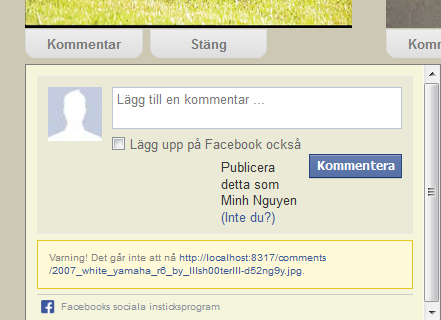 Kommentar
Stäng
Komm
Lägg till en kommentar ...
Lägg upp på Facebook också
Publicera
detta som
Minh Nguyen
(Inte du?)
Kommentera
Varning! Det går inte att nå http://localhost:8317/comments
/2007_white_yamaha_r6_by_lllsh00terlll-d52ng9y.jpg.
Facebooks sociala insticksprogram